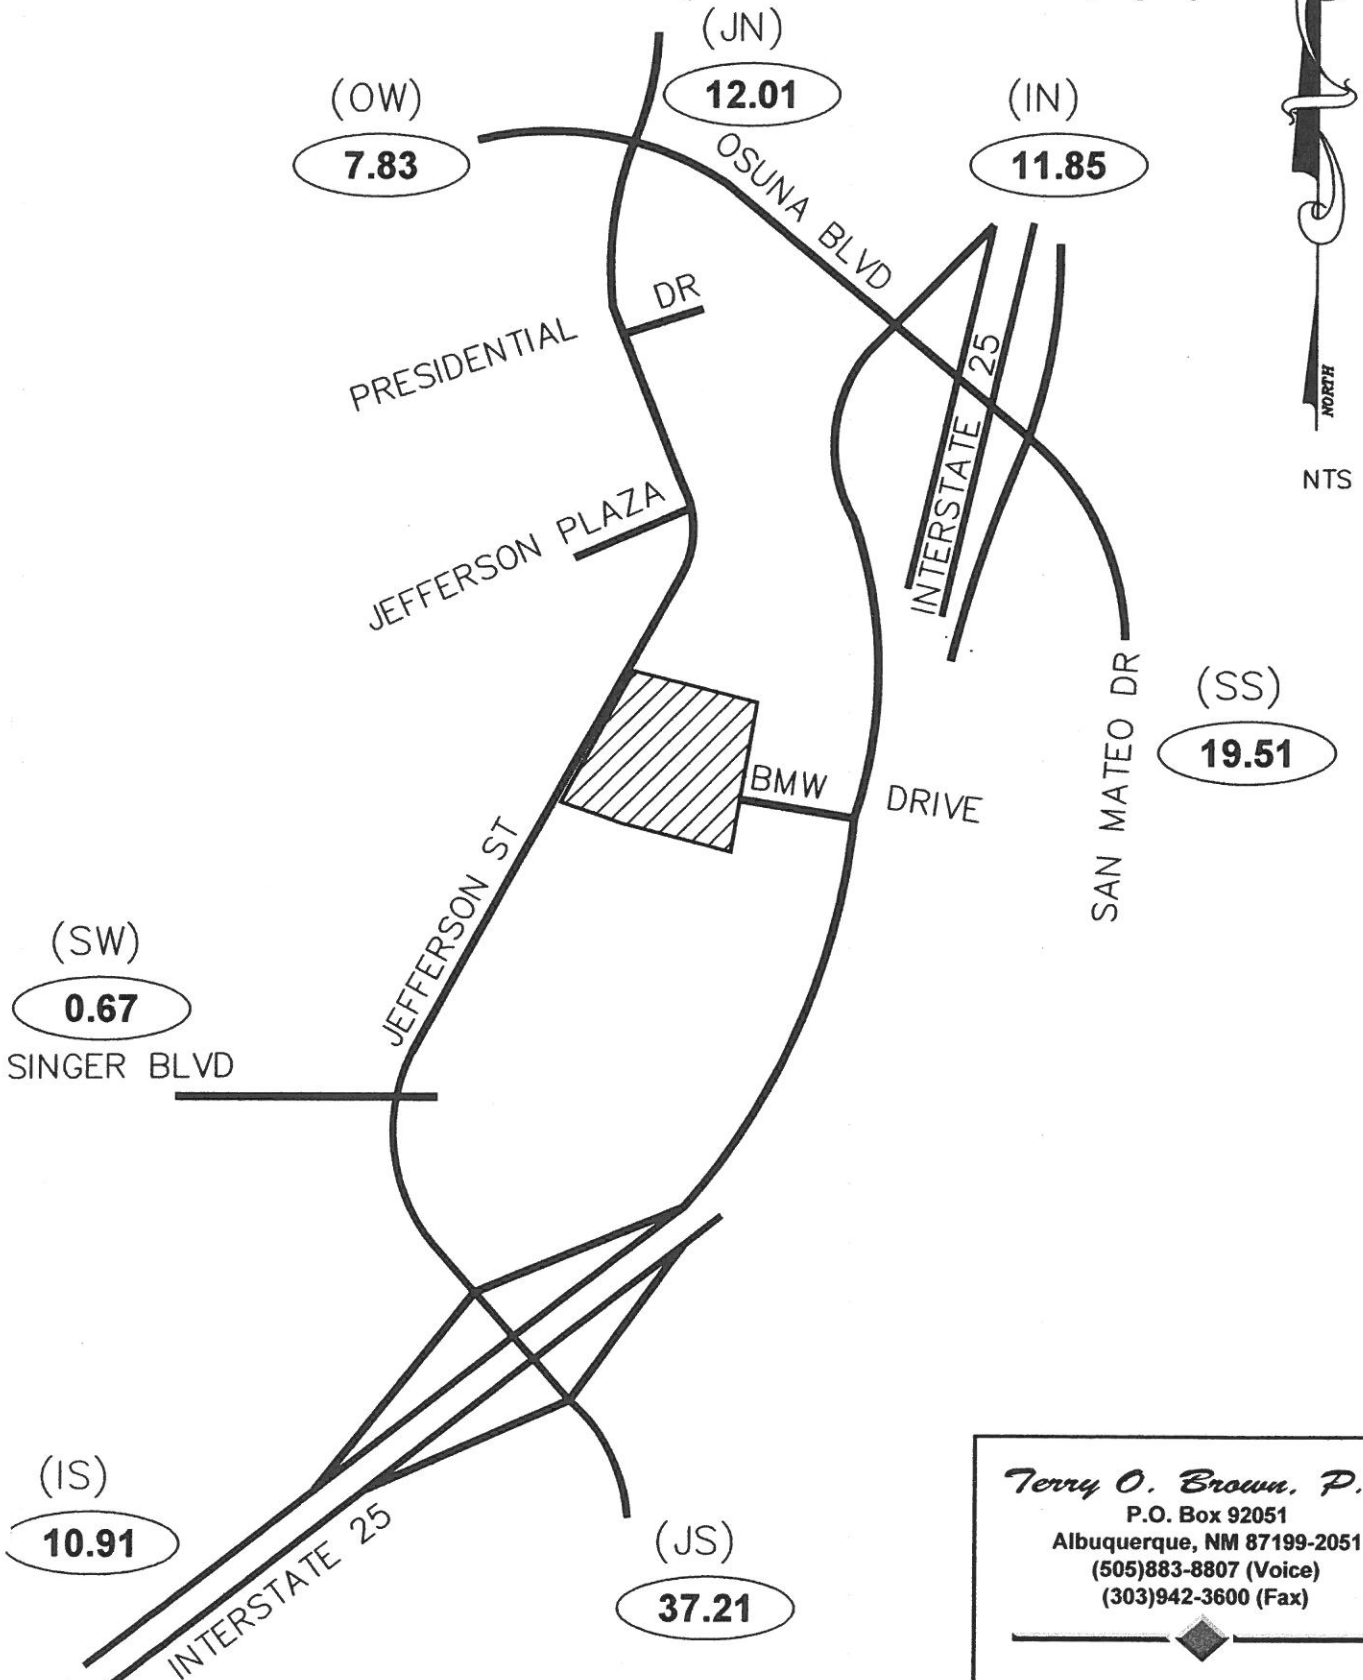 (JN)
12.01
(OW)
7.83
(IN)
11.85
OSUNA BLVD
PRESIDENTIAL DR
INTERSTATE 25
NORTH
NTS
JEFFERSON PLAZA
SAN MATEO DR
(SS)
19.51
BMW DRIVE
JEFFERSON ST
(SW)
0.67
SINGER BLVD
(IS)
10.91
INTERSTATE 25
(JS)
37.21
Terry O. Brown, P.
P.O. Box 92051
Albuquerque, NM 87199-2051
(505)883-8807 (Voice)
(303)942-3600 (Fax)